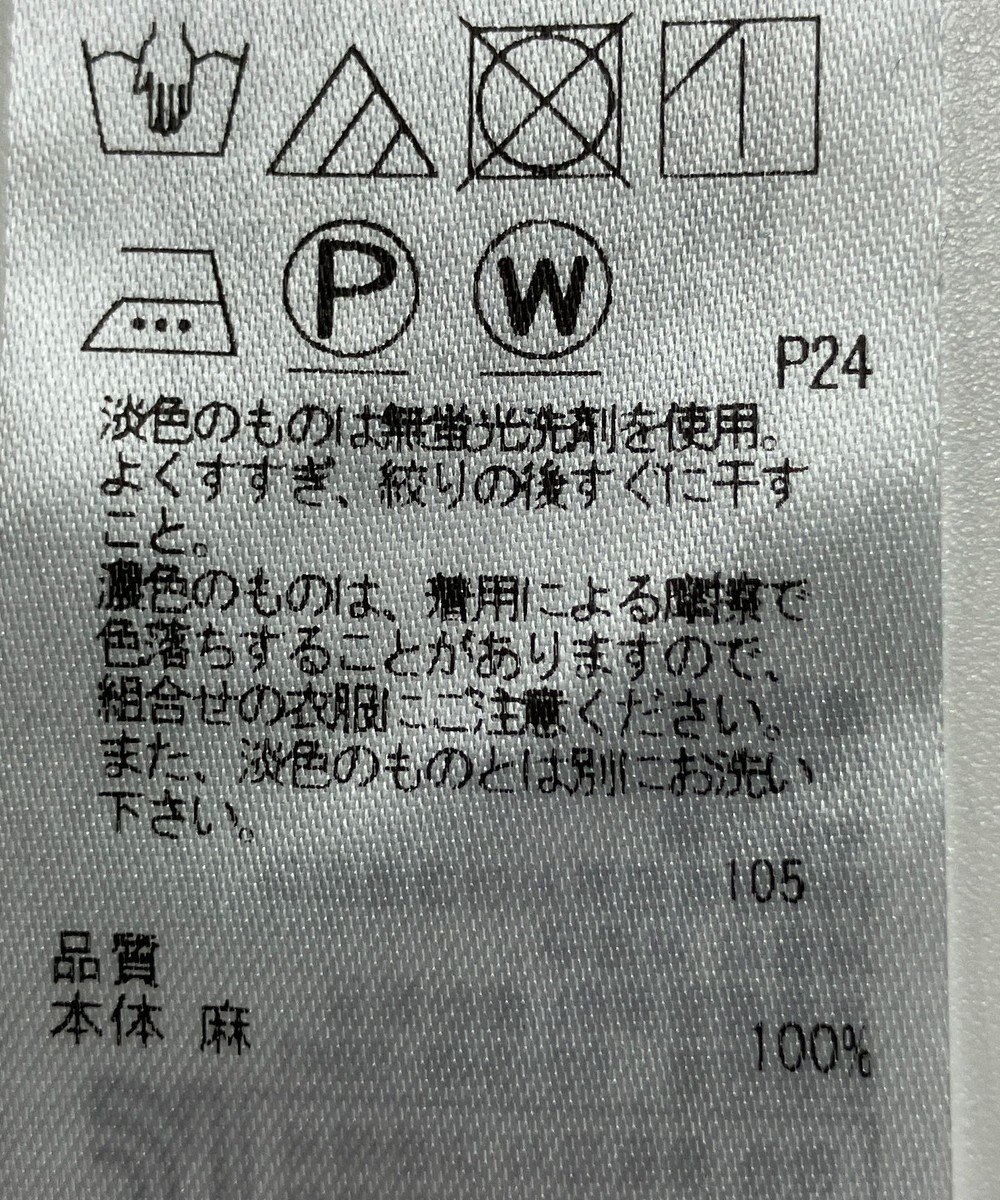 P
W
P24
淡色のものは無蛍光洗剤を使用。
よくすすぎ、絞りの後すぐに干す
こと。
濃色のものは、着用による摩擦で
色落ちすることがありますので、
組合せの衣服にご注意ください。
また、淡色のものとは別にお洗い
下さい。
105
品質
本体 麻 100%